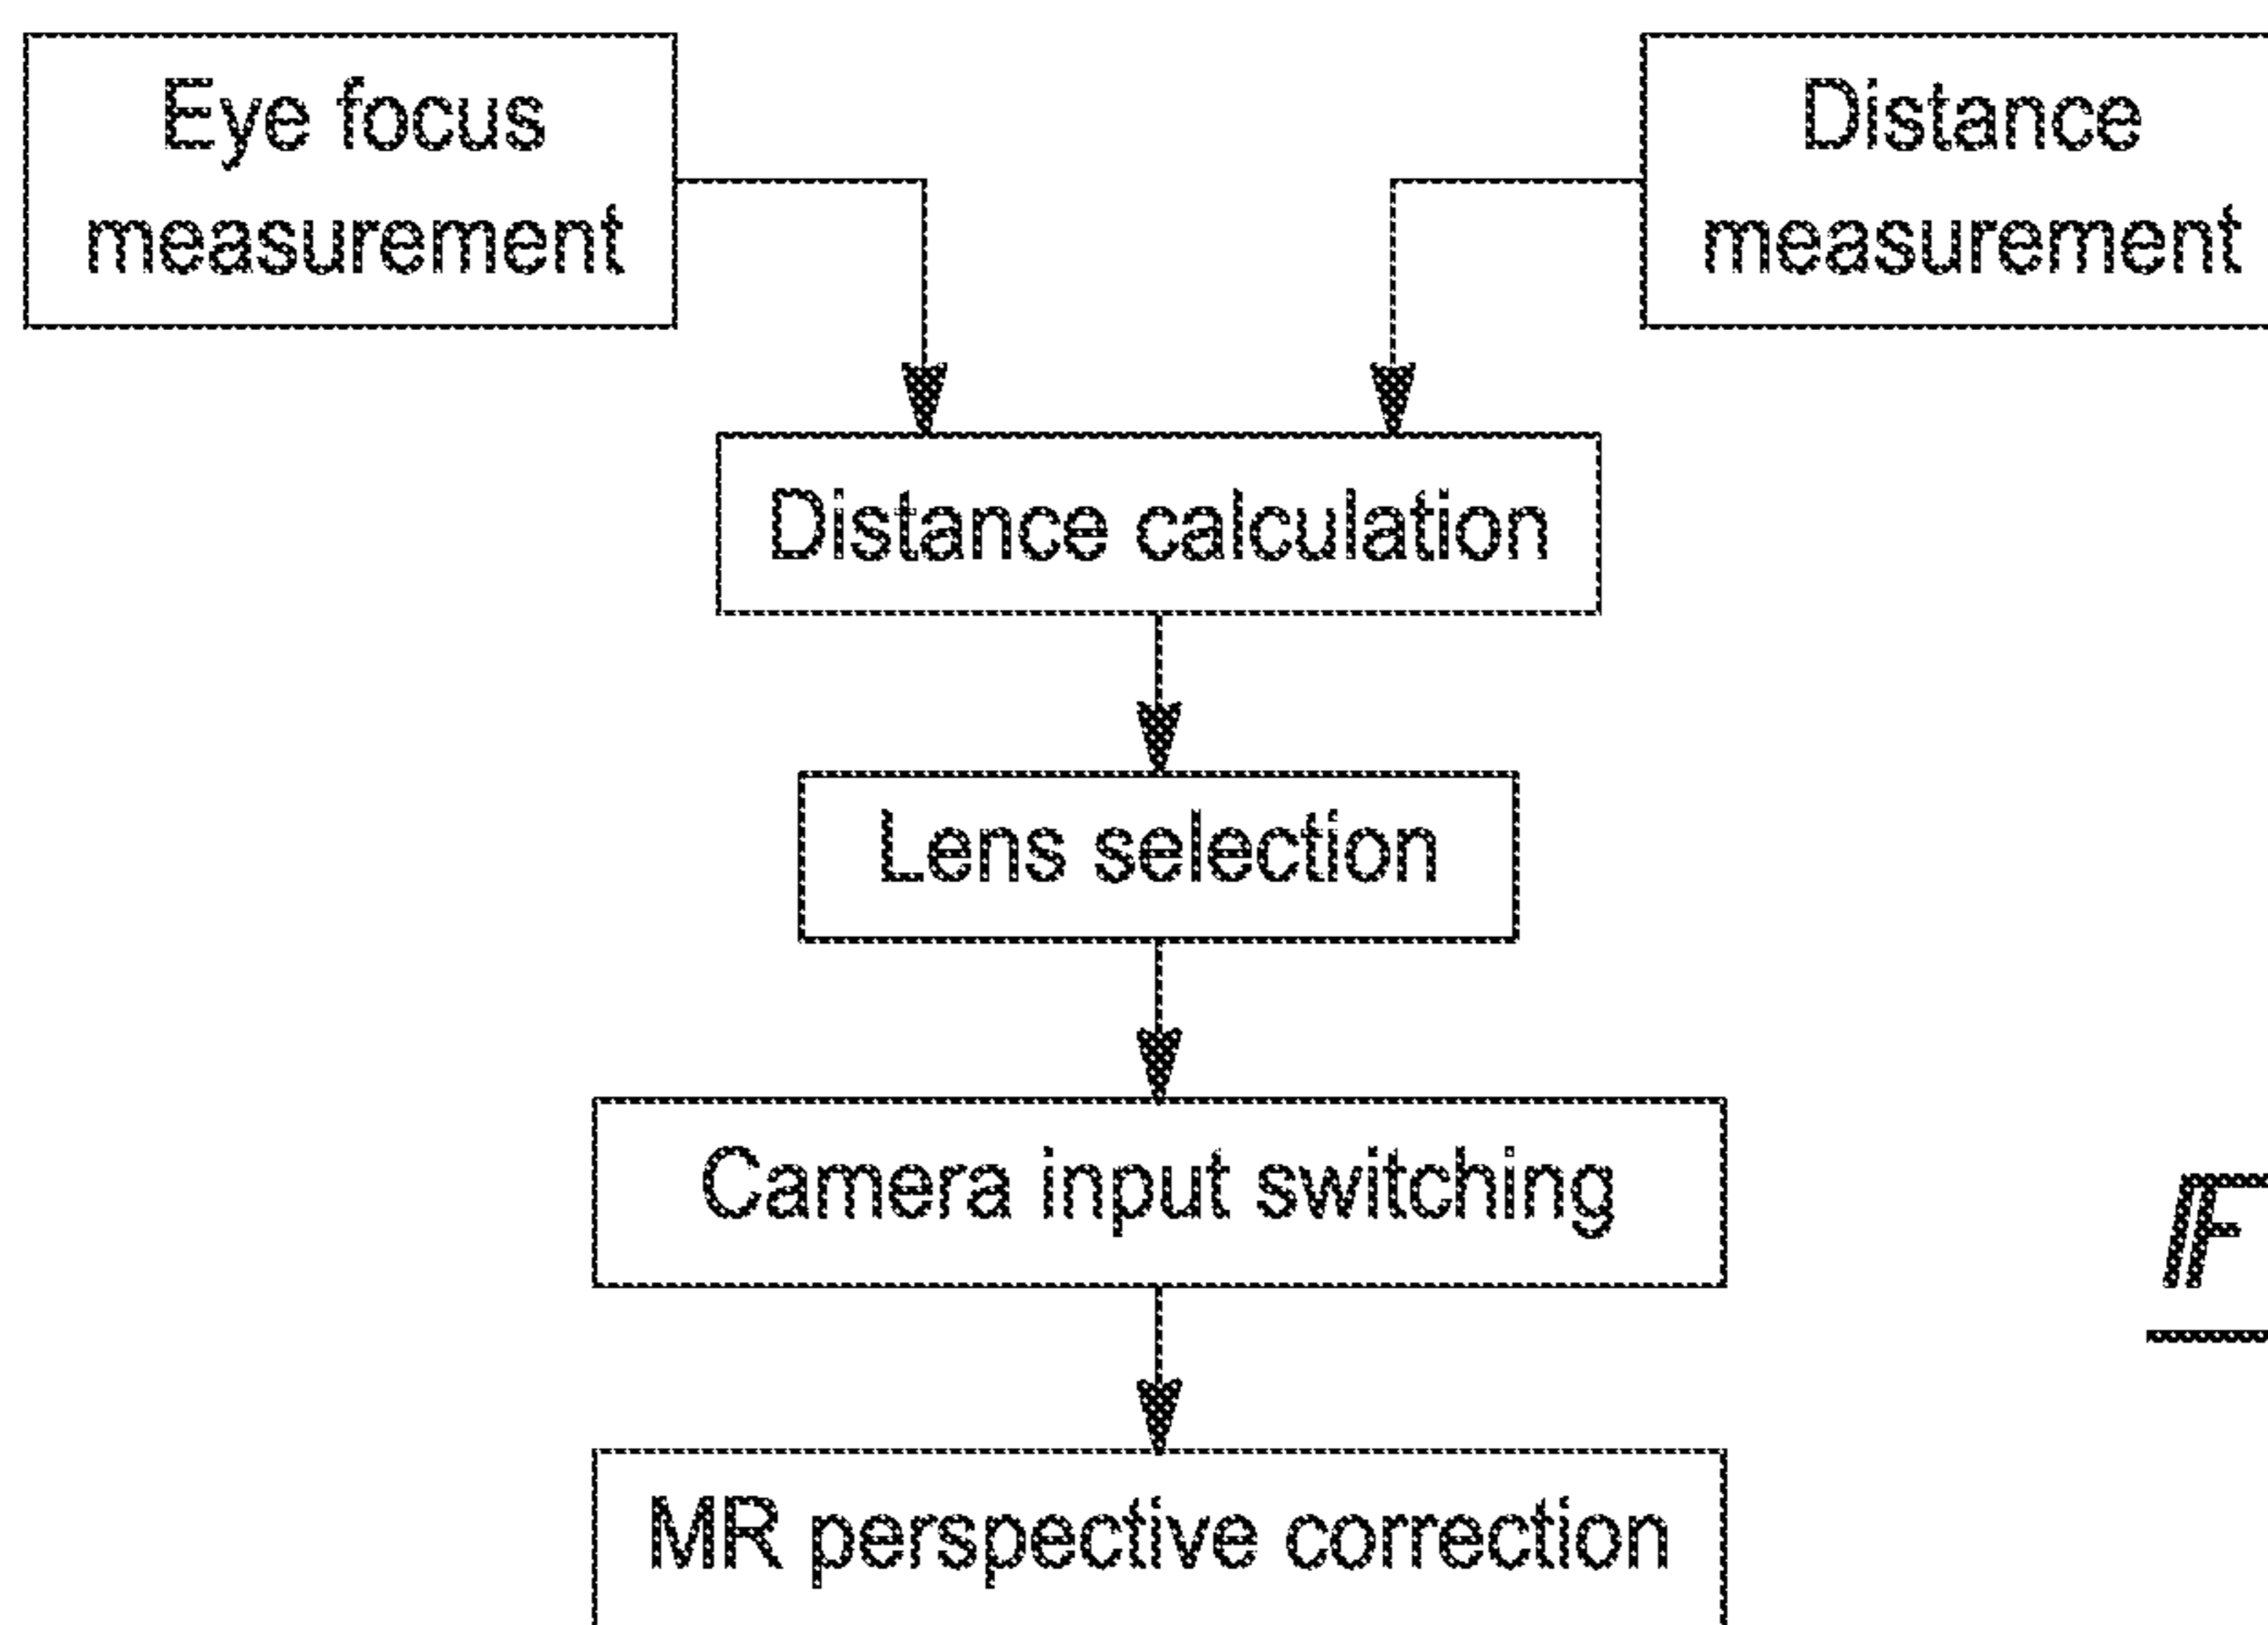 Eye focus
measurement
Distance
measurement
Distance calculation
Lens selection
Camera input switching
MR perspective correction
F